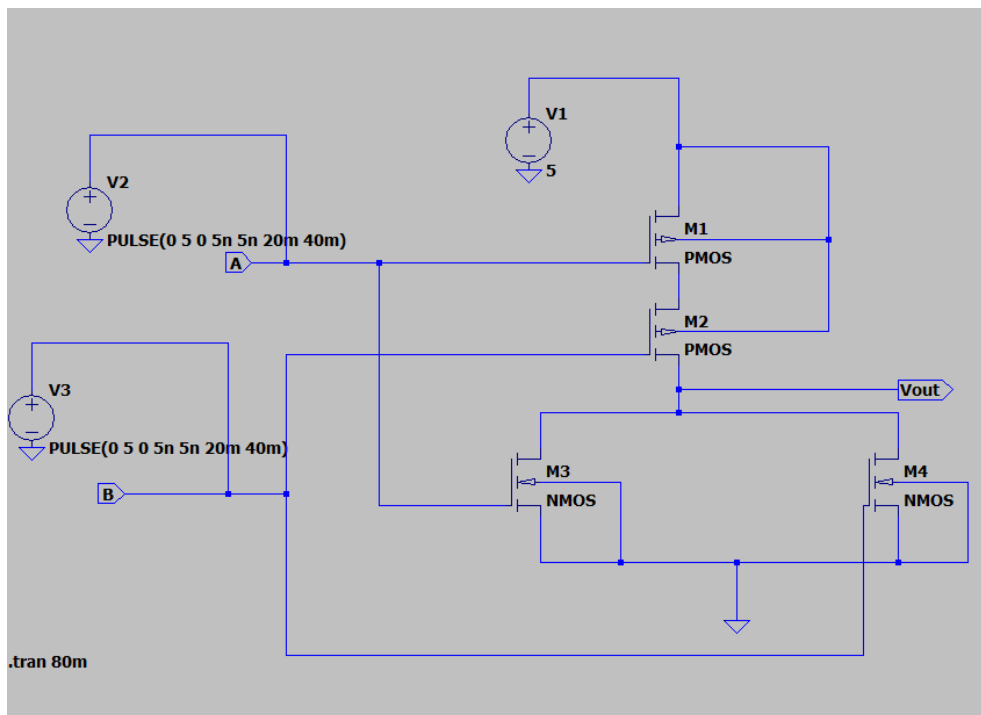 V1
5
V2
PULSE(0 5 0 5n 5n 20m 40m)
A
M1
PMOS
M2
PMOS
V3
PULSE(0 5 0 5n 5n 20m 40m)
Vout
B
M3
NMOS
M4
NMOS
.tran 80m